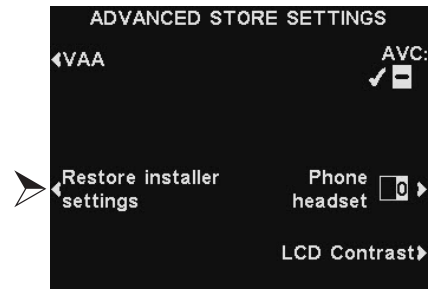 ADVANCED STORE SETTINGS
VAA
AVC:
Restore installer
settings
Phone
headset 0
LCD Contrast